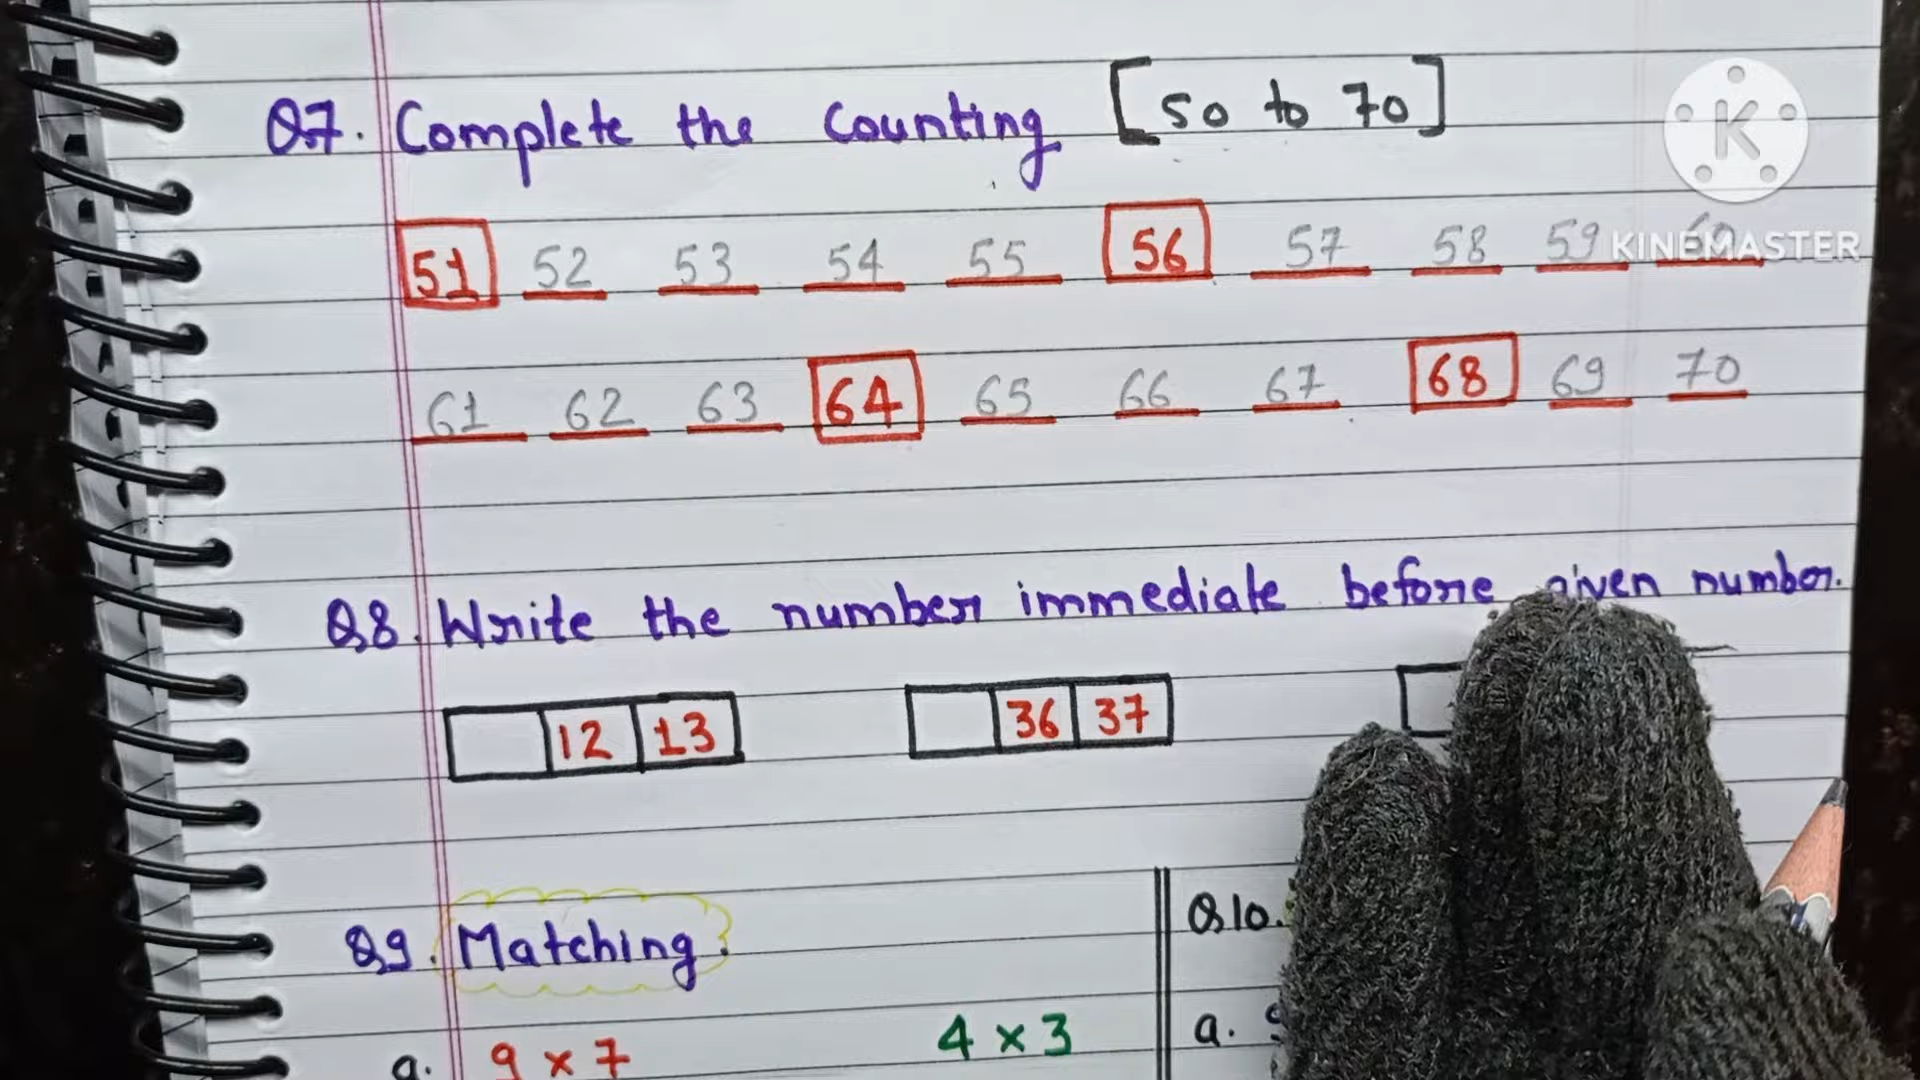 Q7. Complete the Counting [50 to 70]
51 52 53 54 55 56 57 58 59 60
KINEMASTER
61 62 63 64 65 66 67 68 69 70
Q8. Write the number immediate before given number.
12 13 36 37
Q9. Matching. Q10.
a. 9 x 7 4 x 3 a.